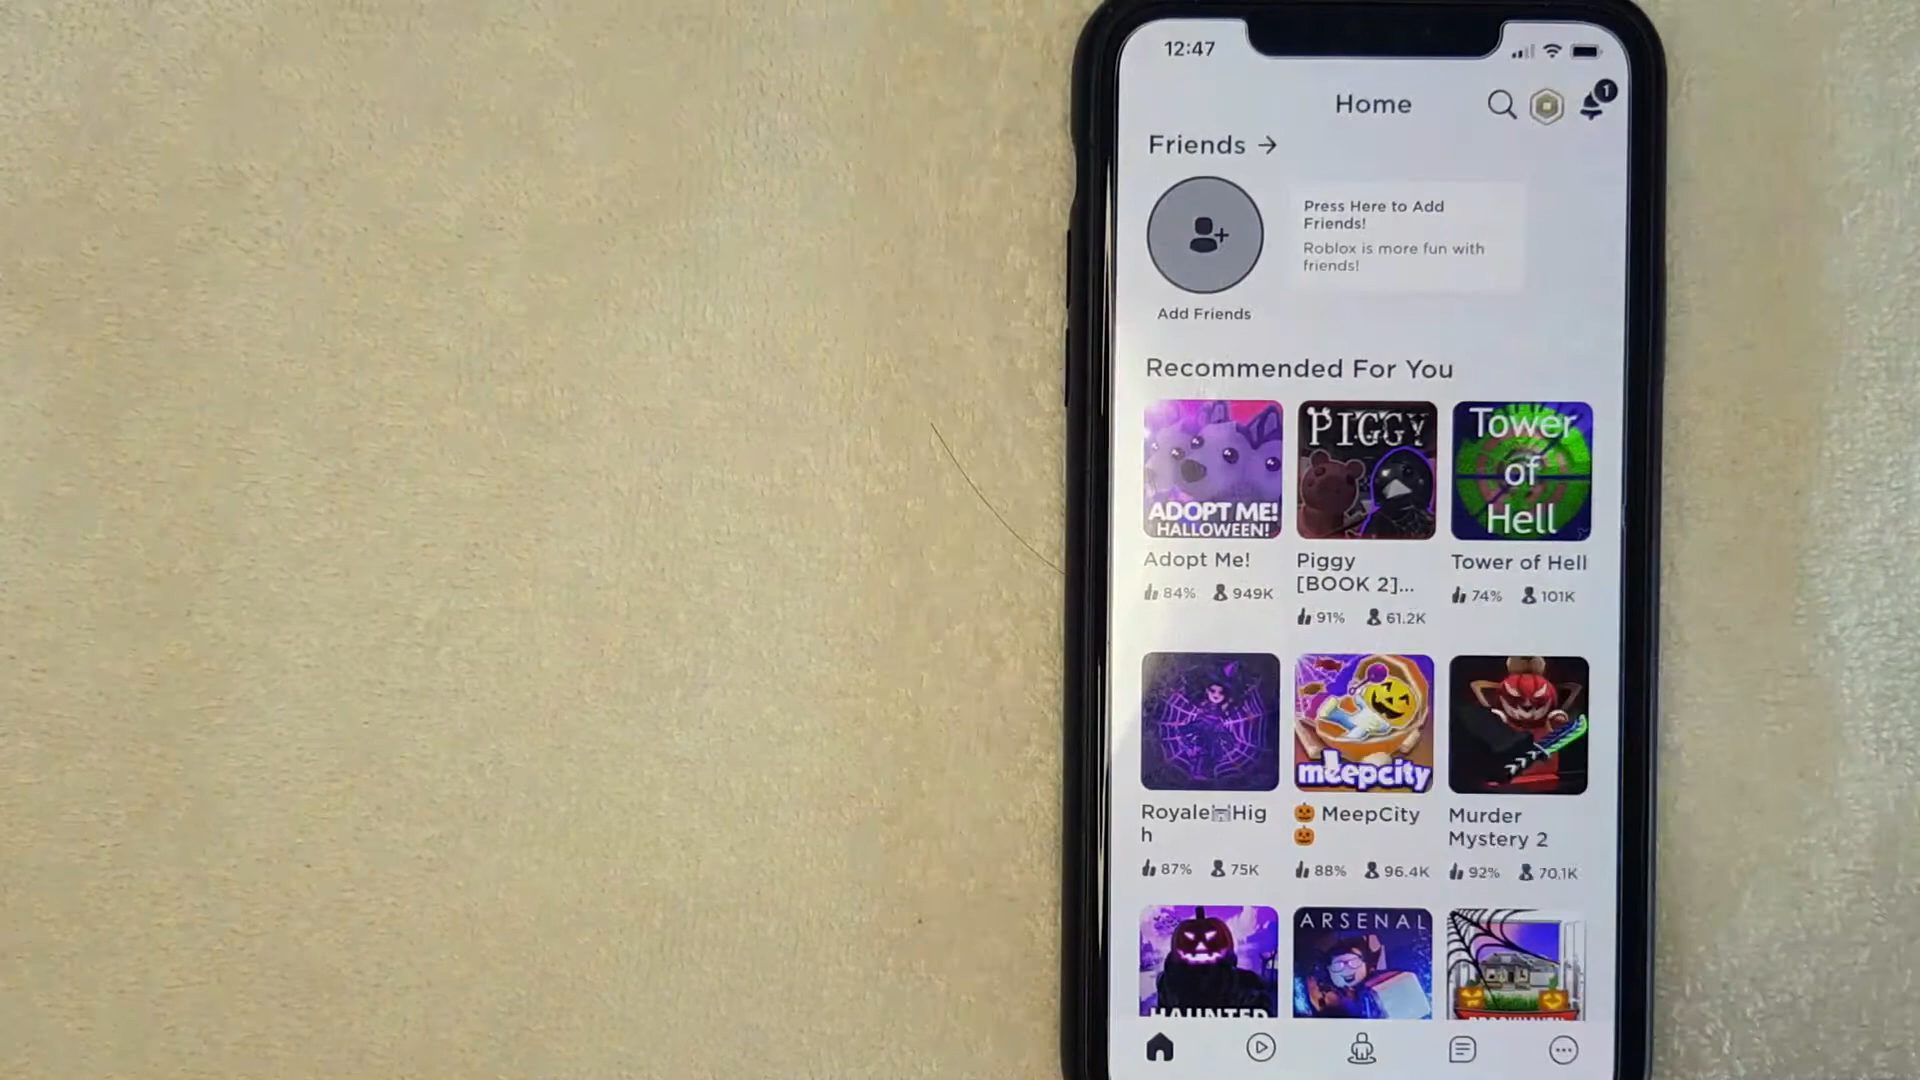 12:47
Home
1
Friends →
Press Here to Add
Friends!
Roblox is more fun with
friends!
Add Friends
Recommended For You
ADOPT ME!
HALLOWEEN!
PIGGY
Tower
of
Hell
Adopt Me!
84% 949K
Piggy
[BOOK 2]...
91% 61.2K
Tower of Hell
74% 101K
meepcity
Royale🏰Hig
h
87% 75K
🎃 MeepCity
🎃
88% 96.4K
Murder
Mystery 2
92% 70.1K
HAUNTED
ARSENAL